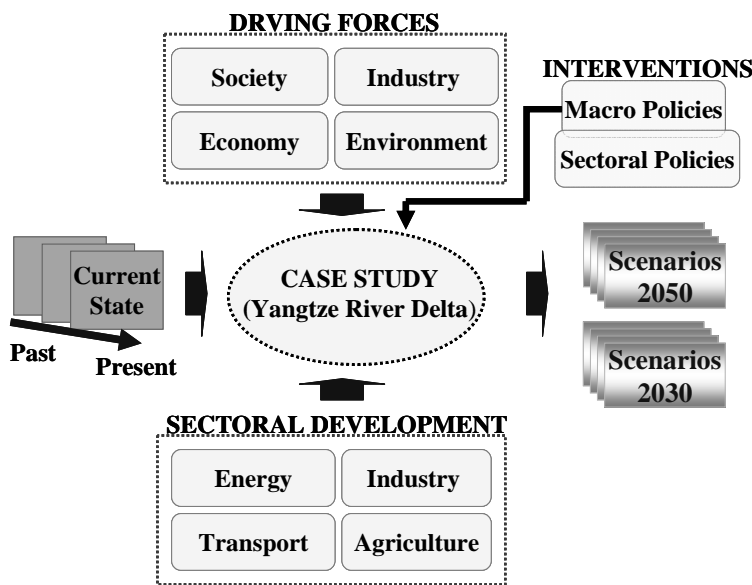 DRVING FORCES
Society
Industry
Economy
Environment
INTERVENTIONS
Macro Policies
Sectoral Policies
Current
State
Past
Present
CASE STUDY
(Yangtze River Delta)
Scenarios
2050
Scenarios
2030
SECTORAL DEVELOPMENT
Energy
Industry
Transport
Agriculture